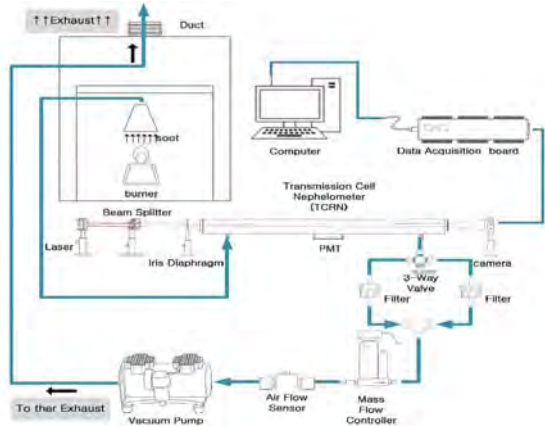 ↑↑Exhaust↑↑
Duct
soot
burner
Computer
Data Acquisition board
Transmission Cell
Nephelometer
(TCRN)
Beam Splitter
Laser
Iris Diaphragm
PMT
camera
3-Way
Valve
Filter
Filter
To ther Exhaust
Vacuum Pump
Air Flow
Sensor
Mass
Flow
Controller